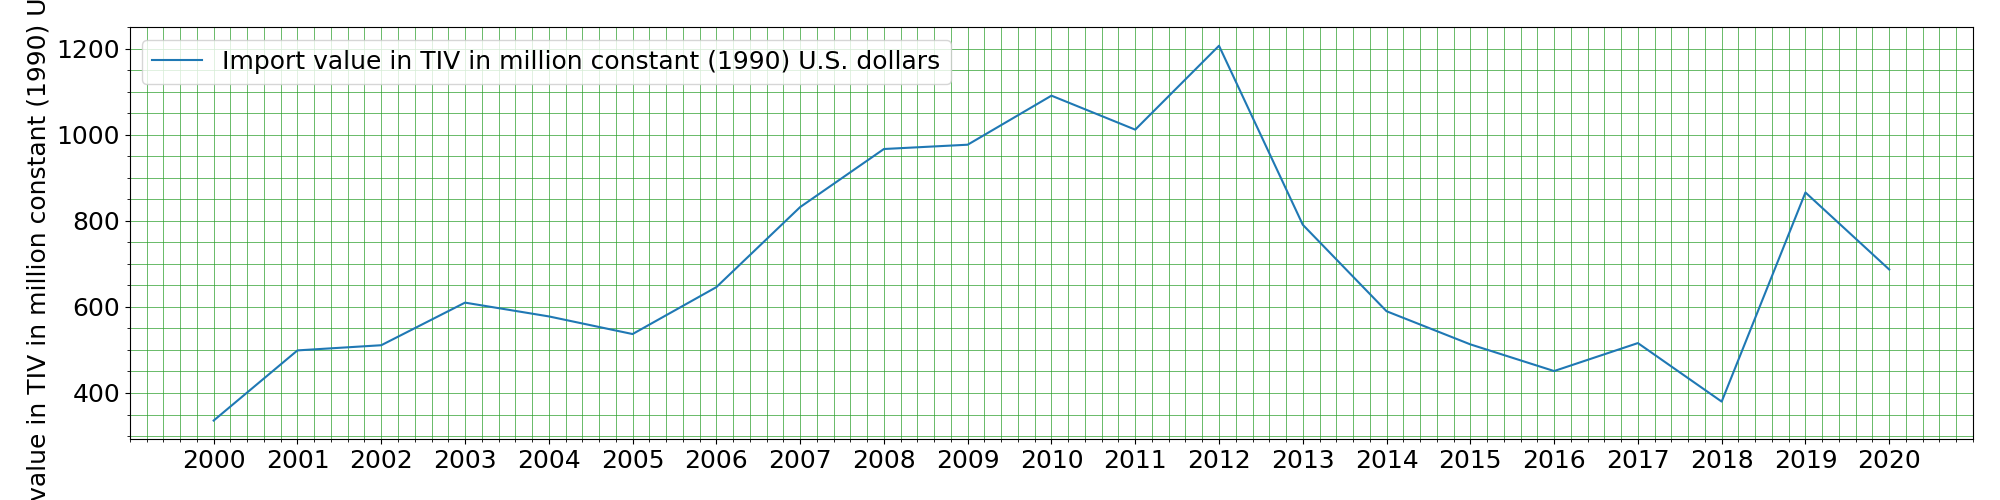 value in TIV in million constant (1990) U
1200
1000
800
600
400
Import value in TIV in million constant (1990) U.S. dollars
2000 2001 2002 2003 2004 2005 2006 2007 2008 2009 2010 2011 2012 2013 2014 2015 2016 2017 2018 2019 2020